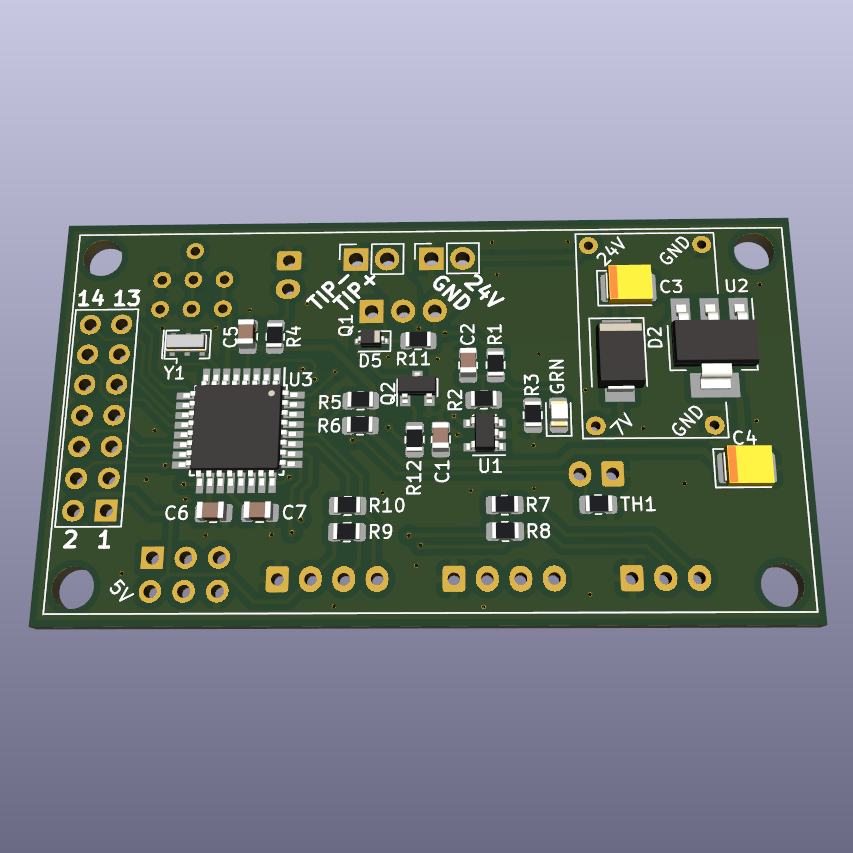 24V
GND
TIP-
TIP+
GND
24V
C3
U2
14 13
Q1
C5
R4
D5
R11
C2
R1
D2
Y1
U3
Q2
R5
R6
R2
R3
GRN
7V
GND
R12
C1
U1
C4
C6
C7
R10
R9
R7
R8
TH1
2 1
5V